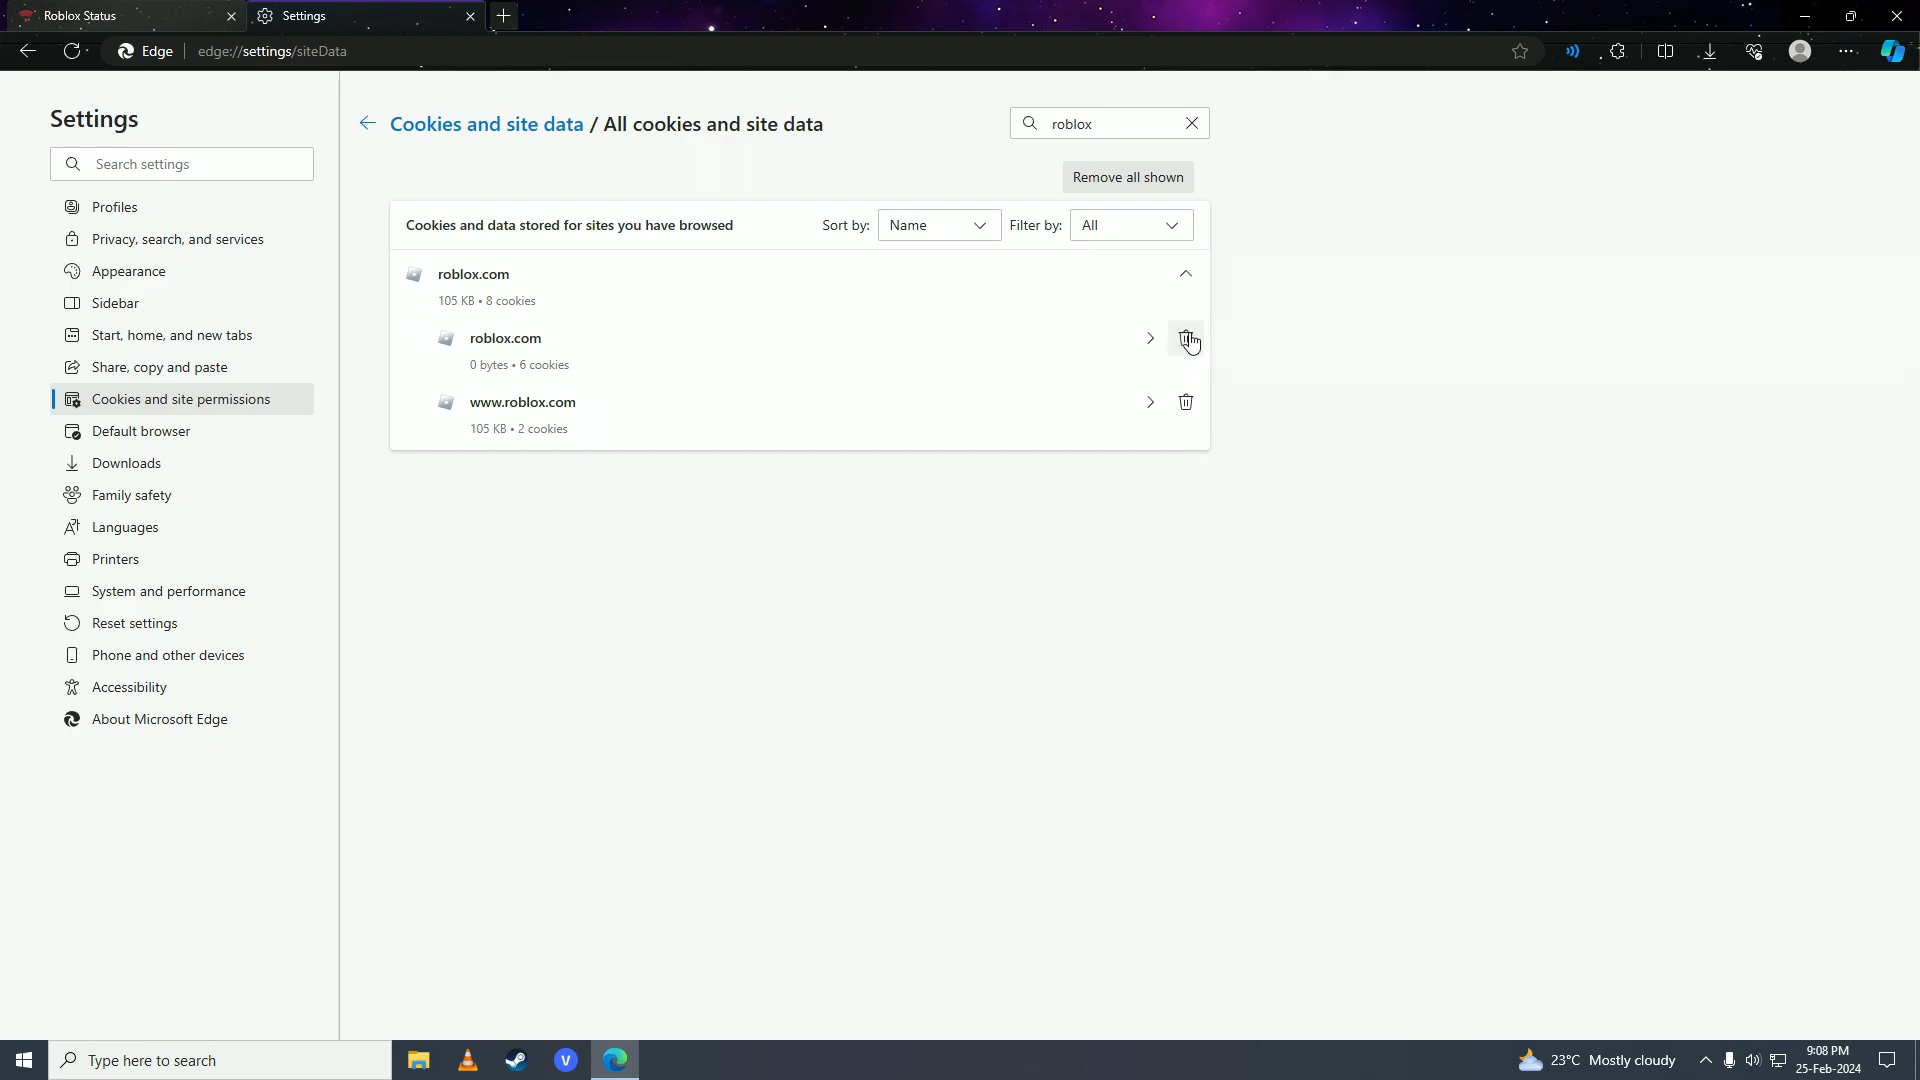 Roblox Status
Settings
Edge
edge://settings/siteData
Settings
Search settings
Profiles
Privacy, search, and services
Appearance
Sidebar
Start, home, and new tabs
Share, copy and paste
Cookies and site permissions
Default browser
Downloads
Family safety
Languages
Printers
System and performance
Reset settings
Phone and other devices
Accessibility
About Microsoft Edge
Cookies and site data / All cookies and site data
roblox
Remove all shown
Cookies and data stored for sites you have browsed
Sort by:
Name
Filter by:
All
roblox.com
105 KB • 8 cookies
roblox.com
0 bytes • 6 cookies
www.roblox.com
105 KB • 2 cookies
Type here to search
V
23°C Mostly cloudy
9:08 PM
25-Feb-2024